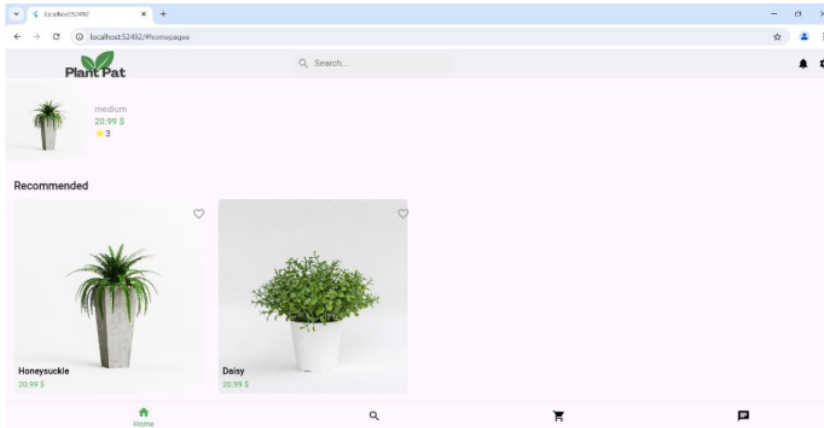 localhost:52492
localhost:52492/#homepagee
Plant Pat
Search...
medium
20.99 $
3
Recommended
Honeysuckle
20.99 $
Daisy
20.99 $
Home